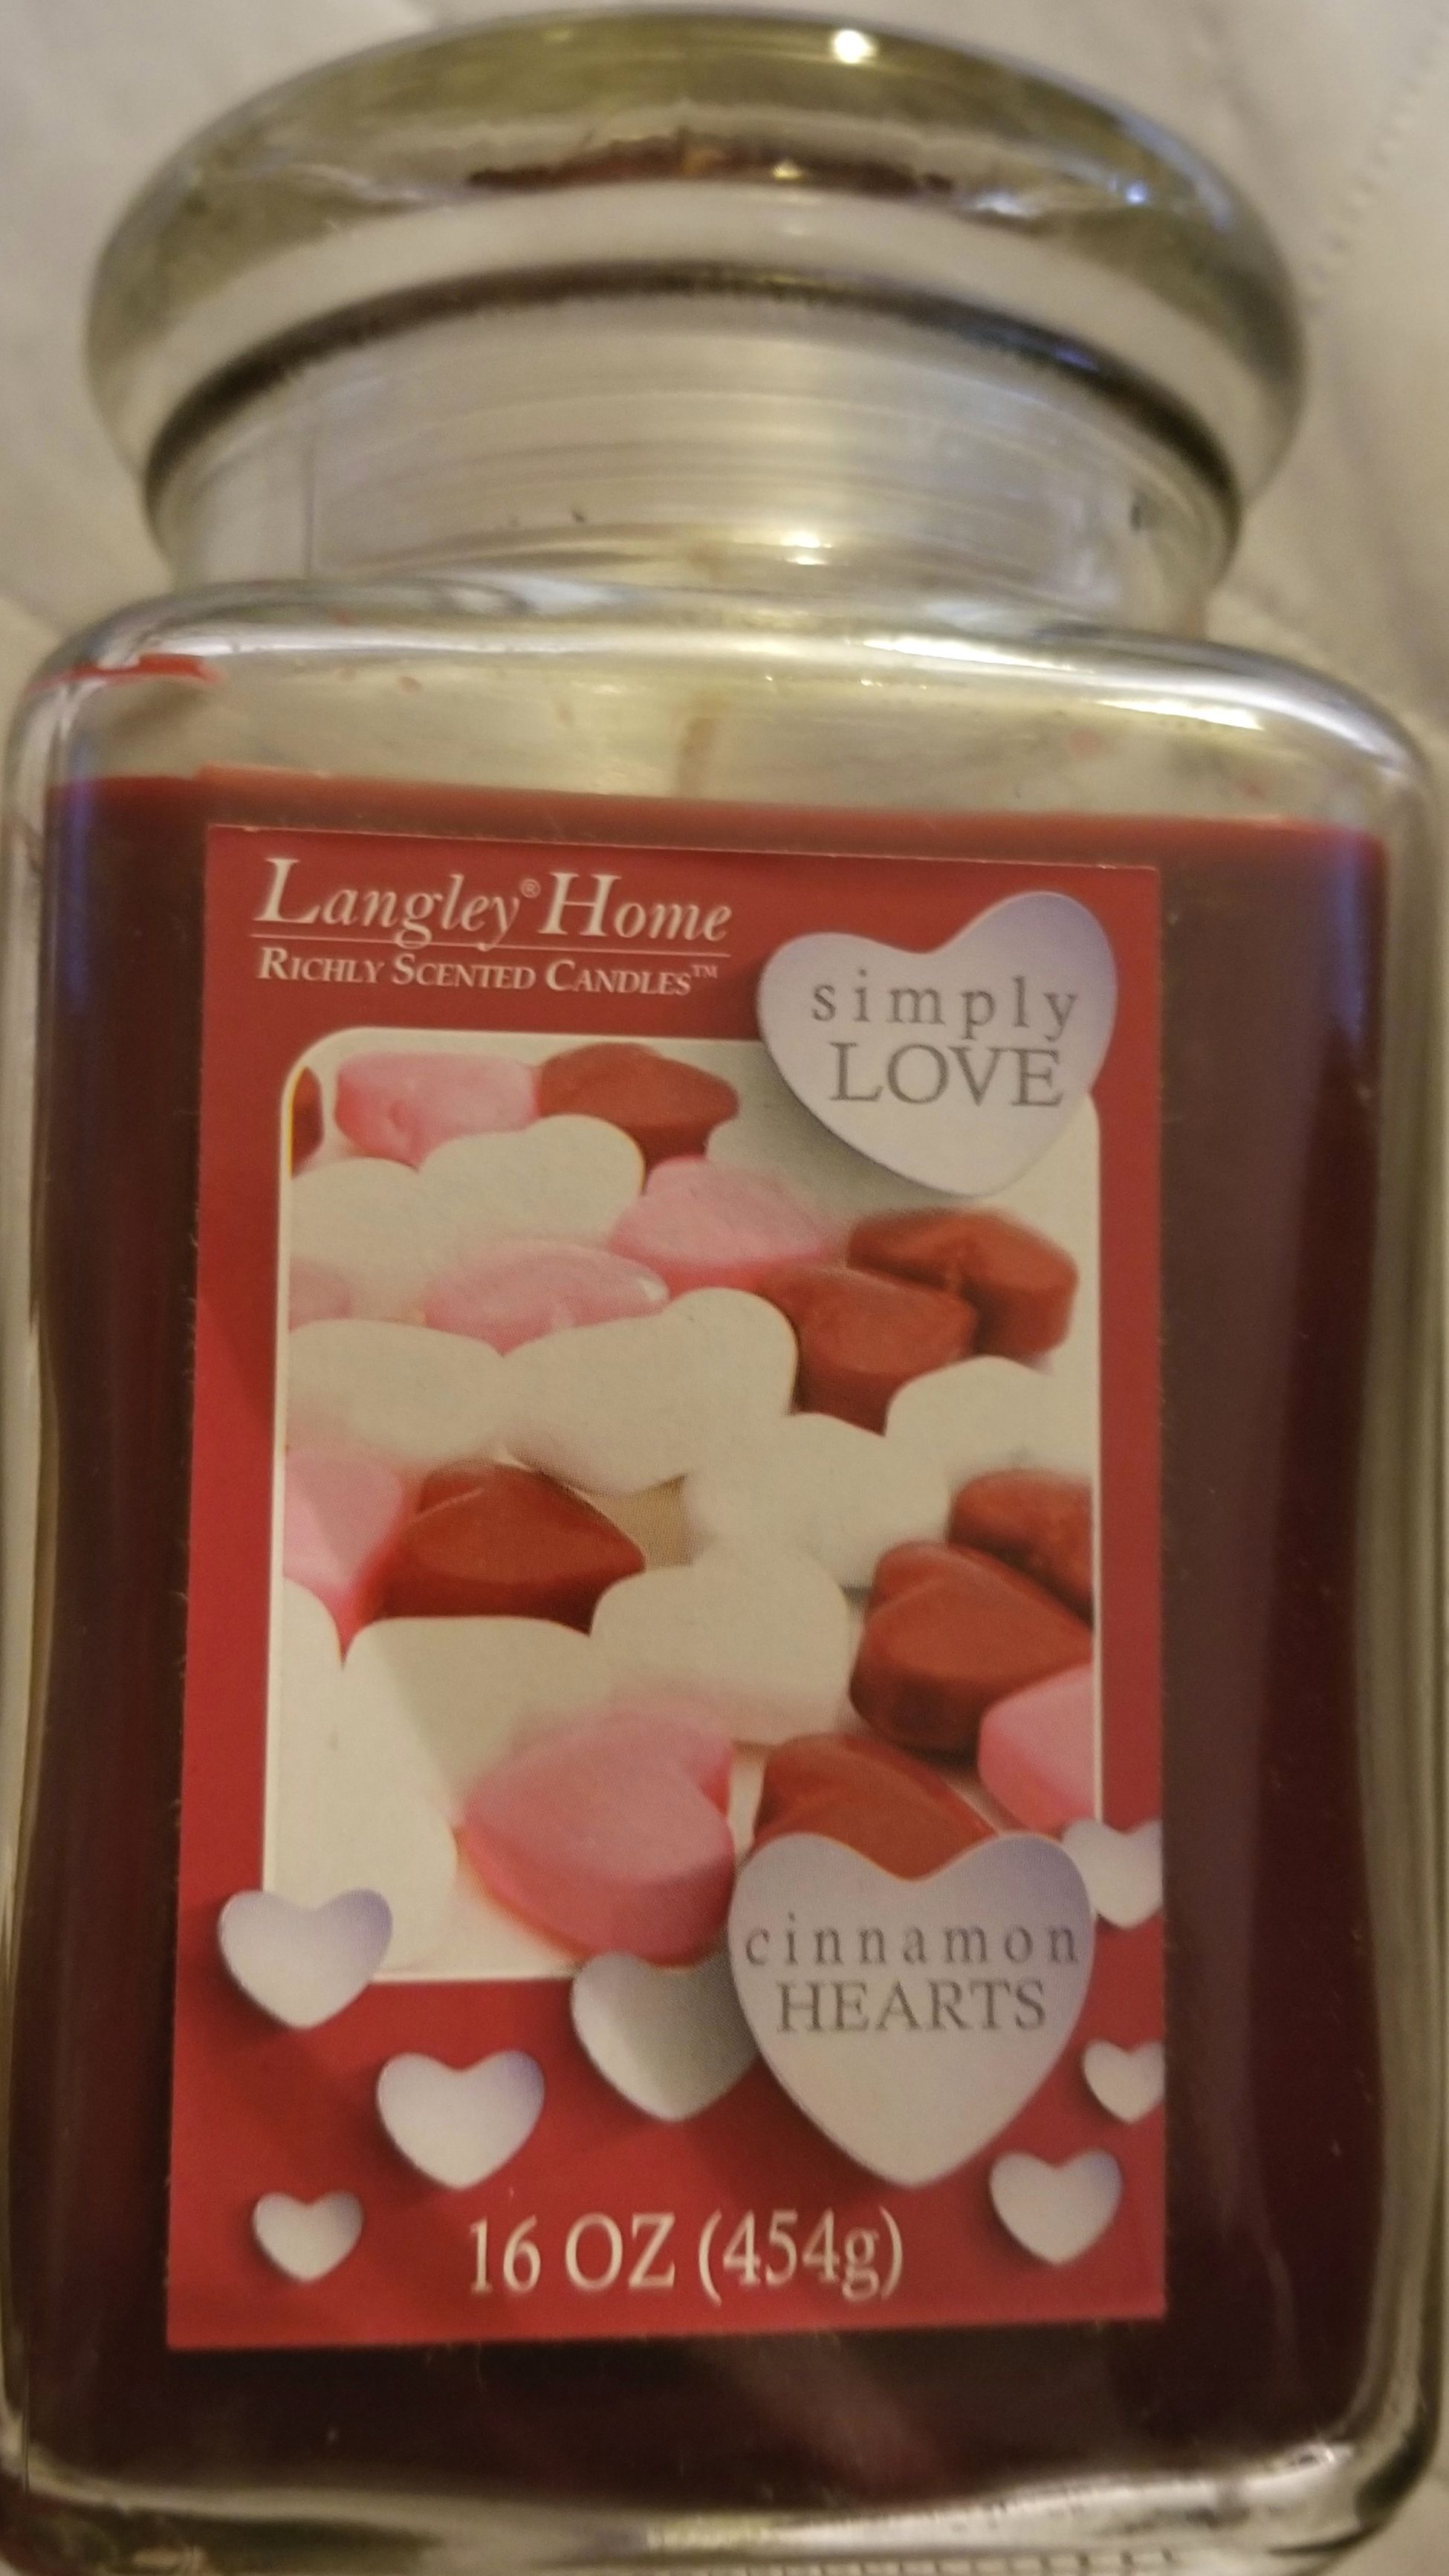 Langley® Home
RICHLY SCENTED CANDLES™
simply
LOVE
cinnamon
HEARTS
16 OZ (454g)